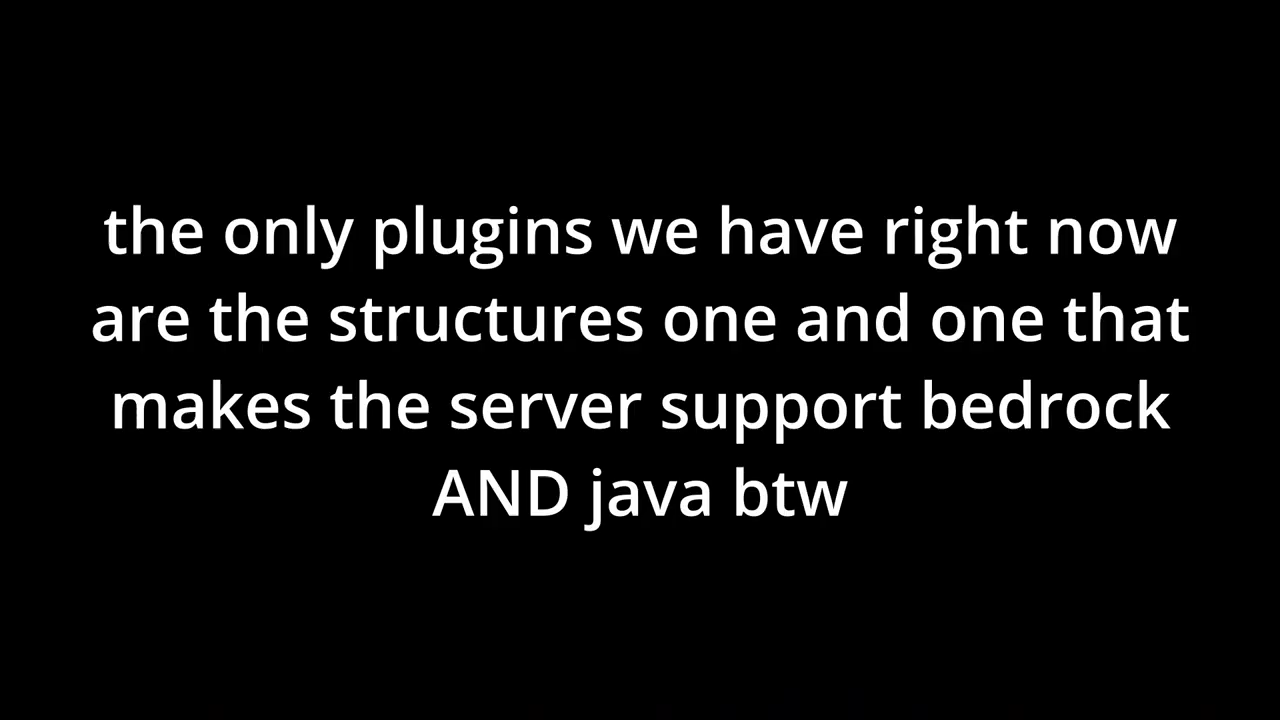 the only plugins we have right now
are the structures one and one that
makes the server support bedrock
AND java btw